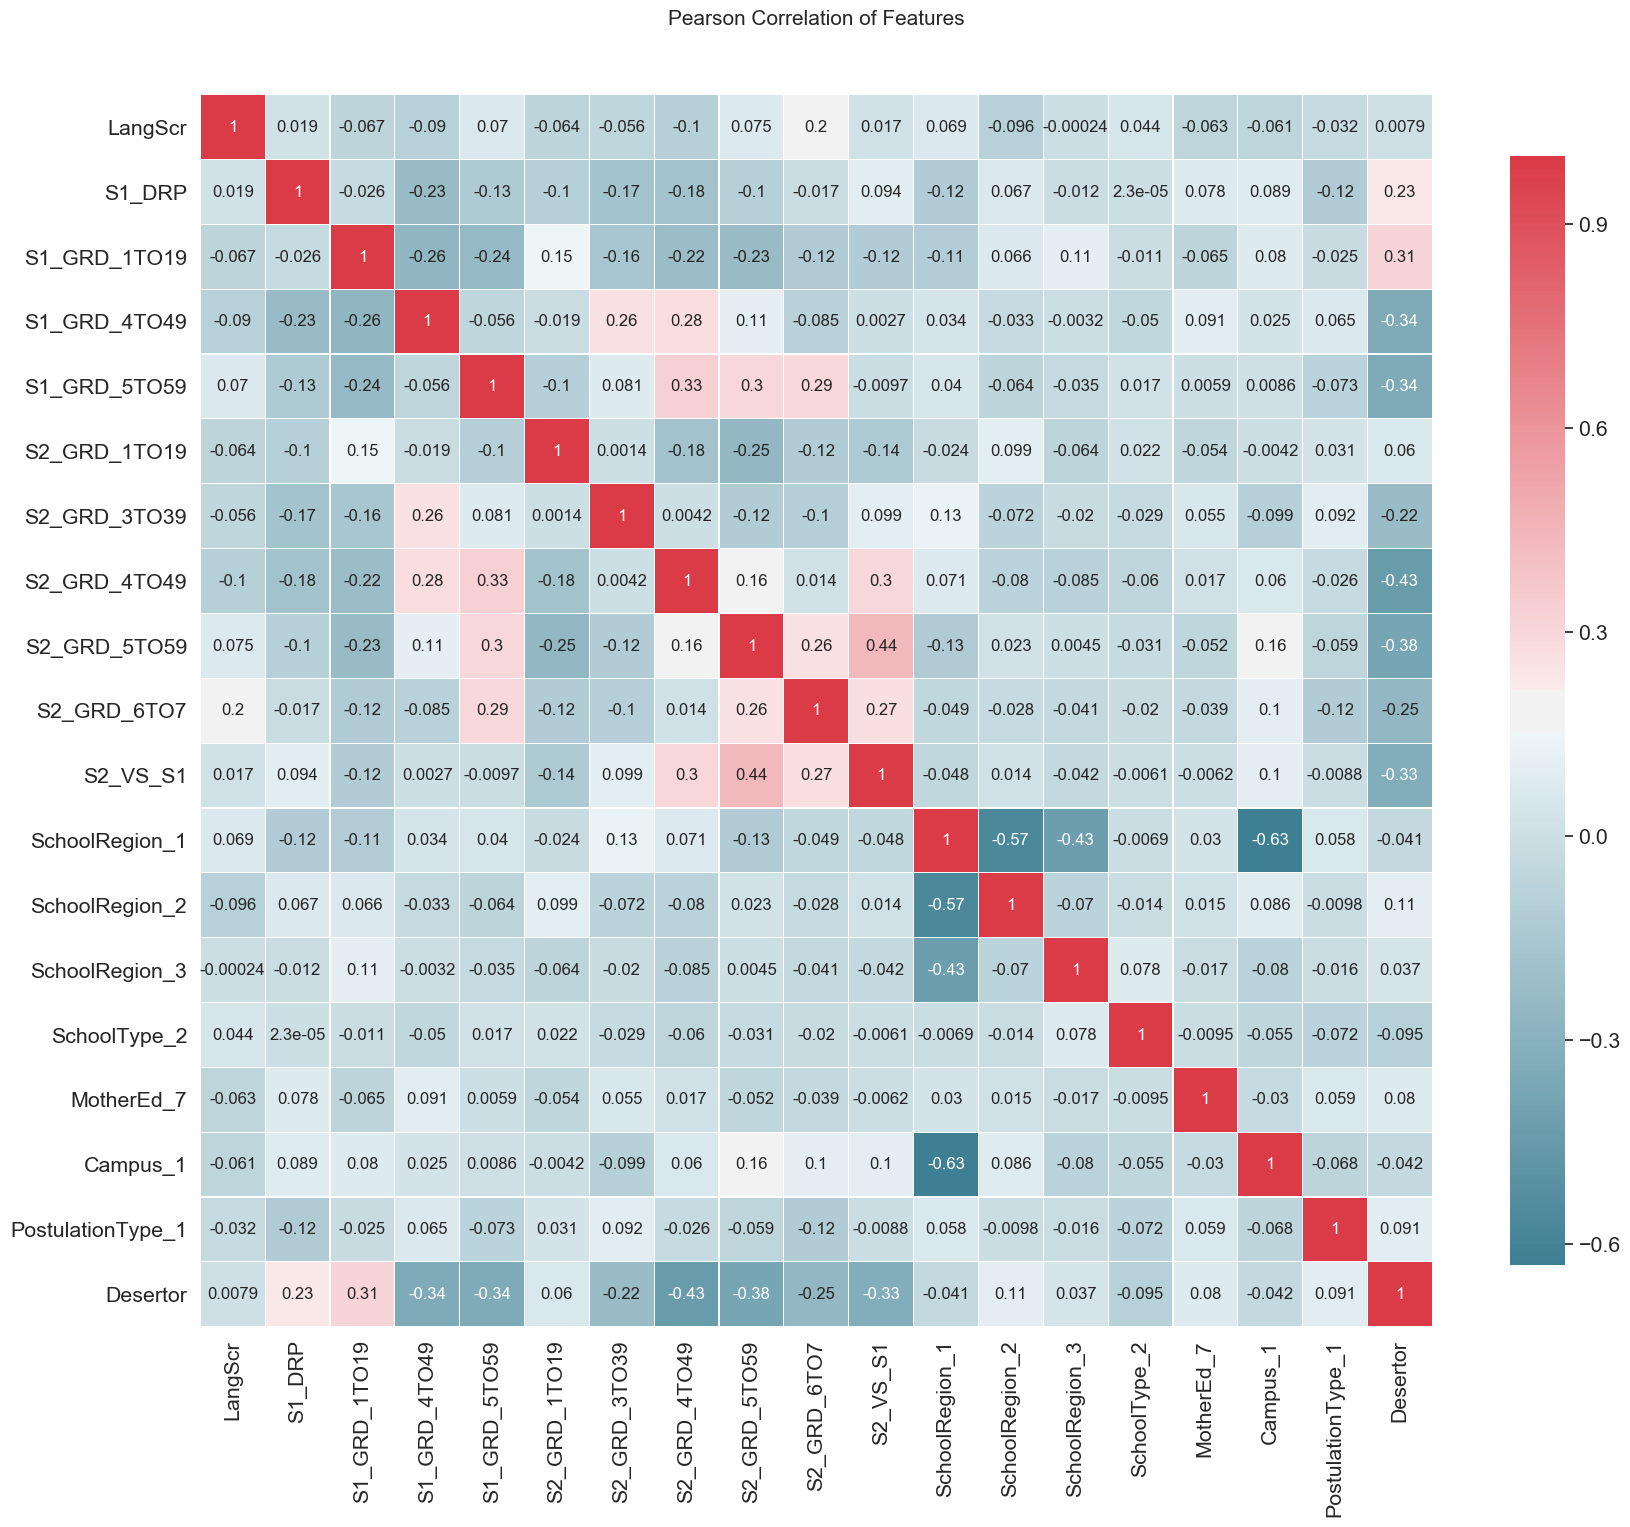 Pearson Correlation of Features
LangScr 1 0.019 -0.067 -0.09 0.07 -0.064 -0.056 -0.1 0.075 0.2 0.017 0.069 -0.096 -0.00024 0.044 -0.063 -0.061 -0.032 0.0079
S1_DRP 0.019 1 -0.026 -0.23 -0.13 -0.1 -0.17 -0.18 -0.1 -0.017 0.094 -0.12 0.067 -0.012 2.3e-05 0.078 0.089 -0.12 0.23
0.9
S1_GRD_1TO19 -0.067 -0.026 1 -0.26 -0.24 0.15 -0.16 -0.22 -0.23 -0.12 -0.12 -0.11 0.066 0.11 -0.011 -0.065 0.08 -0.025 0.31
S1_GRD_4TO49 -0.09 -0.23 -0.26 1 -0.056 -0.019 0.26 0.28 0.11 -0.085 0.0027 0.034 -0.033 -0.0032 -0.05 0.091 0.025 0.065 -0.34
S1_GRD_5TO59 0.07 -0.13 -0.24 -0.056 1 -0.1 0.081 0.33 0.3 0.29 -0.0097 0.04 -0.064 -0.035 0.017 0.0059 0.0086 -0.073 -0.34
0.6
S2_GRD_1TO19 -0.064 -0.1 0.15 -0.019 -0.1 1 0.0014 -0.18 -0.25 -0.12 -0.14 -0.024 0.099 -0.064 0.022 -0.054 -0.0042 0.031 0.06
S2_GRD_3TO39 -0.056 -0.17 -0.16 0.26 0.081 0.0014 1 0.0042 -0.12 -0.1 0.099 0.13 -0.072 -0.02 -0.029 0.055 -0.099 0.092 -0.22
S2_GRD_4TO49 -0.1 -0.18 -0.22 0.28 0.33 -0.18 0.0042 1 0.16 0.014 0.3 0.071 -0.08 -0.085 -0.06 0.017 0.06 -0.026 -0.43
0.3
S2_GRD_5TO59 0.075 -0.1 -0.23 0.11 0.3 -0.25 -0.12 0.16 1 0.26 0.44 -0.13 0.023 0.0045 -0.031 -0.052 0.16 -0.059 -0.38
S2_GRD_6TO7 0.2 -0.017 -0.12 -0.085 0.29 -0.12 -0.1 0.014 0.26 1 0.27 -0.049 -0.028 -0.041 -0.02 -0.039 0.1 -0.12 -0.25
S2_VS_S1 0.017 0.094 -0.12 0.0027 -0.0097 -0.14 0.099 0.3 0.44 0.27 1 -0.048 0.014 -0.042 -0.0061 -0.0062 0.1 -0.0088 -0.33
0.0
SchoolRegion_1 0.069 -0.12 -0.11 0.034 0.04 -0.024 0.13 0.071 -0.13 -0.049 -0.048 1 -0.57 -0.43 -0.0069 0.03 -0.63 0.058 -0.041
SchoolRegion_2 -0.096 0.067 0.066 -0.033 -0.064 0.099 -0.072 -0.08 0.023 -0.028 0.014 -0.57 1 -0.07 -0.014 0.015 0.086 -0.0098 0.11
SchoolRegion_3 -0.00024 -0.012 0.11 -0.0032 -0.035 -0.064 -0.02 -0.085 0.0045 -0.041 -0.042 -0.43 -0.07 1 0.078 -0.017 -0.08 -0.016 0.037
SchoolType_2 0.044 2.3e-05 -0.011 -0.05 0.017 0.022 -0.029 -0.06 -0.031 -0.02 -0.0061 -0.0069 -0.014 0.078 1 -0.0095 -0.055 -0.072 -0.095
−0.3
MotherEd_7 -0.063 0.078 -0.065 0.091 0.0059 -0.054 0.055 0.017 -0.052 -0.039 -0.0062 0.03 0.015 -0.017 -0.0095 1 -0.03 0.059 0.08
Campus_1 -0.061 0.089 0.08 0.025 0.0086 -0.0042 -0.099 0.06 0.16 0.1 0.1 -0.63 0.086 -0.08 -0.055 -0.03 1 -0.068 -0.042
PostulationType_1 -0.032 -0.12 -0.025 0.065 -0.073 0.031 0.092 -0.026 -0.059 -0.12 -0.0088 0.058 -0.0098 -0.016 -0.072 0.059 -0.068 1 0.091
−0.6
Desertor 0.0079 0.23 0.31 -0.34 -0.34 0.06 -0.22 -0.43 -0.38 -0.25 -0.33 -0.041 0.11 0.037 -0.095 0.08 -0.042 0.091 1
LangScr
S1_DRP
S1_GRD_1TO19
S1_GRD_4TO49
S1_GRD_5TO59
S2_GRD_1TO19
S2_GRD_3TO39
S2_GRD_4TO49
S2_GRD_5TO59
S2_GRD_6TO7
S2_VS_S1
SchoolRegion_1
SchoolRegion_2
SchoolRegion_3
SchoolType_2
MotherEd_7
Campus_1
PostulationType_1
Desertor